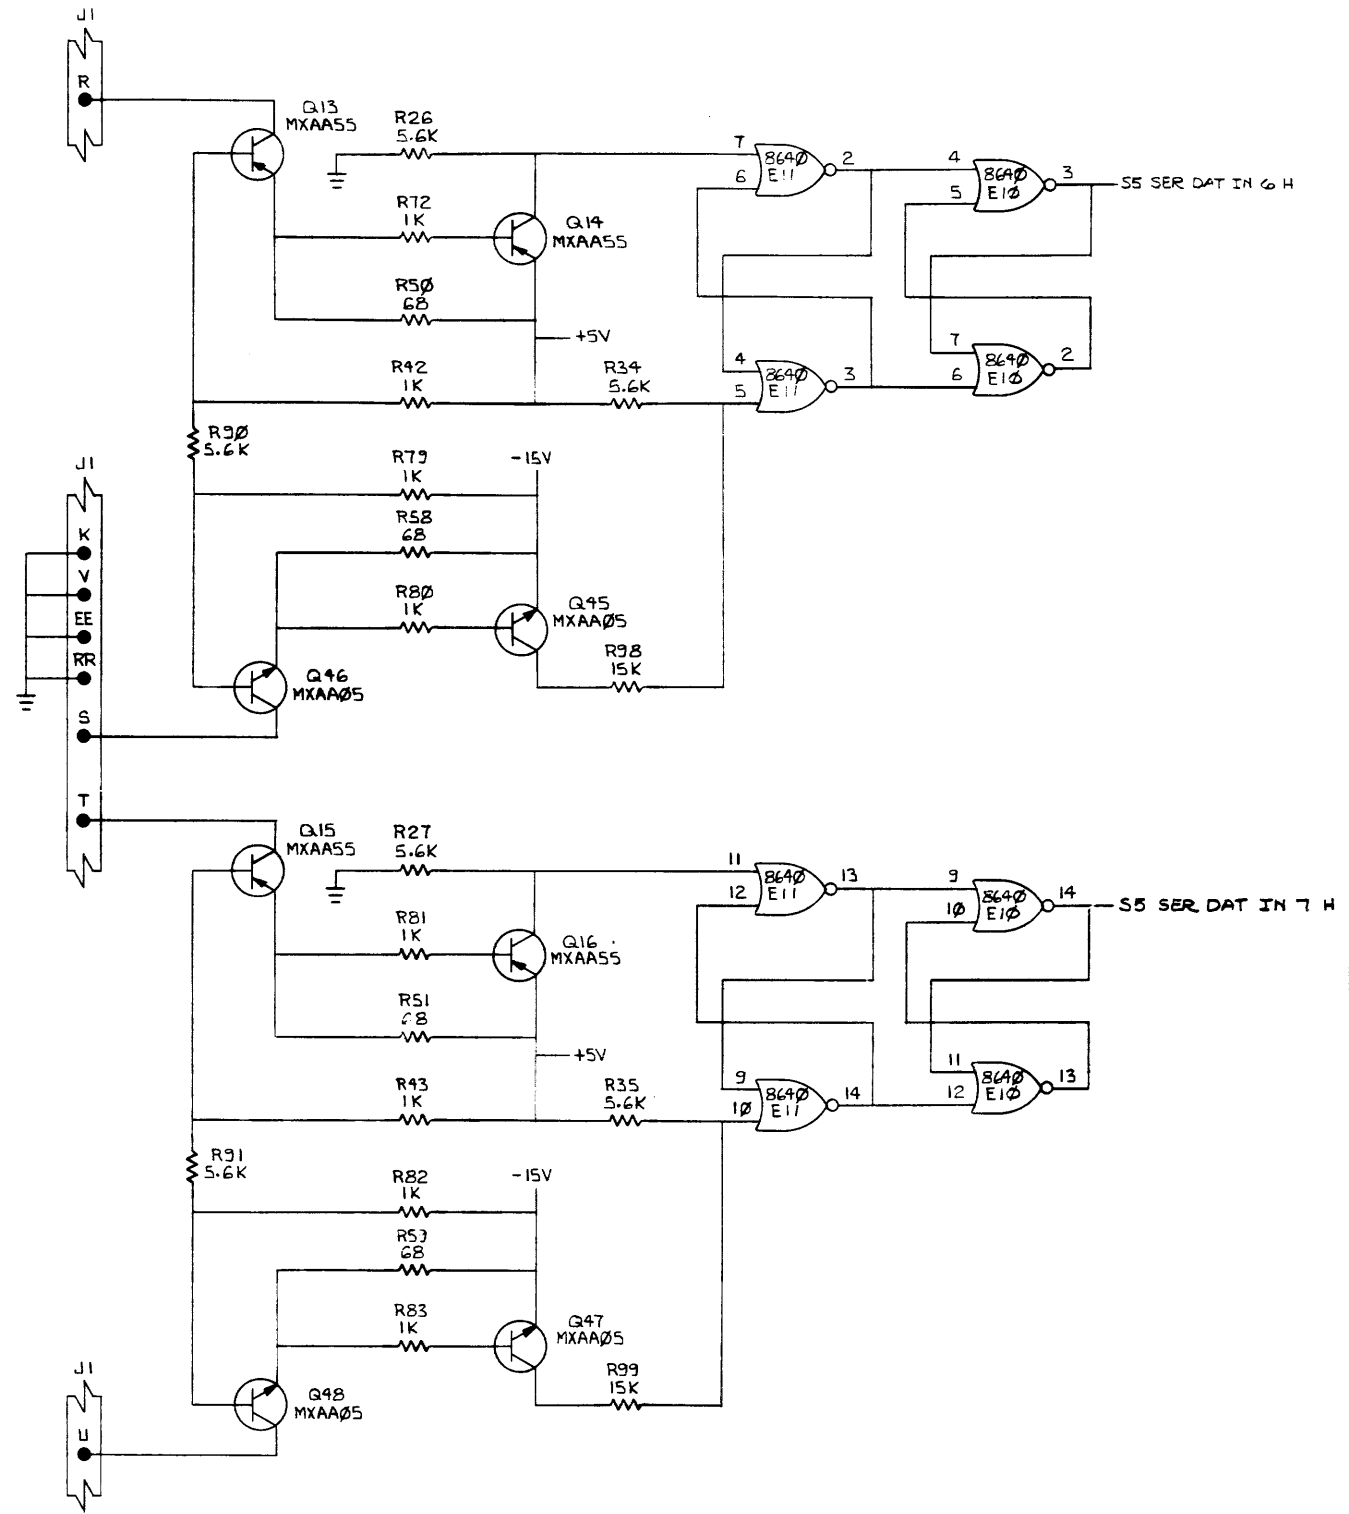 J1
R
Q13
MXAA55
R26
5.6K
7
6
8640
E11
2
4
5
8640
E10
3
S5 SER DAT IN 6 H
R72
1K
Q14
MXAA55
R50
68
+5V
R42
1K
R34
5.6K
4
5
8640
E11
3
7
6
8640
E10
2
R90
5.6K
J1
R79
1K
-15V
K
R58
68
V
R80
1K
Q45
MXAA05
EE
RR
R98
15K
Q46
MXAA05
S
T
Q15
MXAA55
R27
5.6K
11
12
8640
E11
13
9
10
8640
E10
14
S5 SER DAT IN 7 H
R81
1K
Q16
MXAA55
R51
68
+5V
R43
1K
R35
5.6K
9
10
8640
E11
14
11
12
8640
E10
13
R91
5.6K
R82
1K
-15V
R53
68
R83
1K
Q47
MXAA05
R99
15K
J1
Q48
MXAA05
U